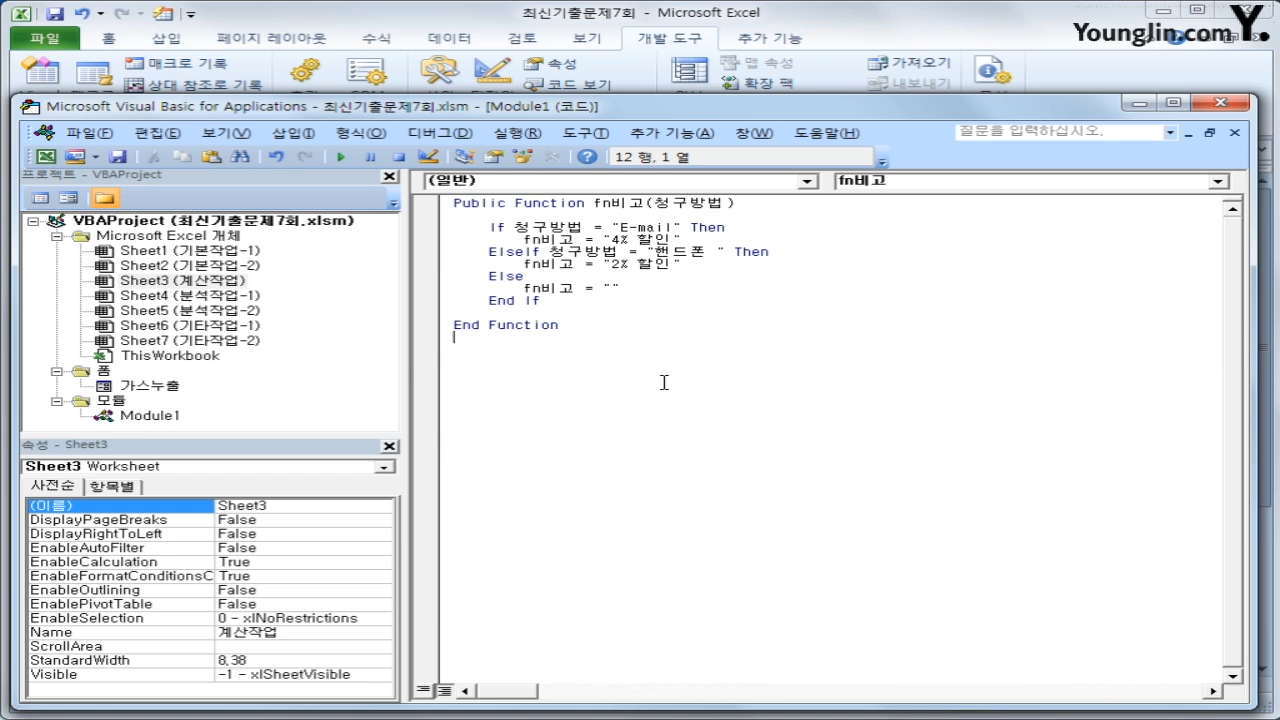 최신기출문제7회 - Microsoft Excel
Younglin.com Y.
파일 홈 삽입 페이지 레이아웃 수식 데이터 검토 보기 개발 도구 추가 기능
매크로 기록 속성 맵 속성 가져오기
상대 참조로 기록 코드 보기 확장 팩 내보내기
Microsoft Visual Basic for Applications - 최신기출문제7회.xlsm - [Module1 (코드)]
파일(F) 편집(E) 보기(V) 삽입(I) 형식(O) 디버그(D) 실행(R) 도구(T) 추가 기능(A) 창(W) 도움말(H) 질문을 입력하십시오.
12 행, 1 열
프로젝트 - VBAProject
VBAProject (최신기출문제7회.xlsm)
Microsoft Excel 개체
Sheet1 (기본작업-1)
Sheet2 (기본작업-2)
Sheet3 (계산작업)
Sheet4 (분석작업-1)
Sheet5 (분석작업-2)
Sheet6 (기타작업-1)
Sheet7 (기타작업-2)
ThisWorkbook
폼
가스누출
모듈
Module1
속성 - Sheet3
Sheet3 Worksheet
사전순 항목별
(이름) Sheet3
DisplayPageBreaks False
DisplayRightToLeft False
EnableAutoFilter False
EnableCalculation True
EnableFormatConditionsC True
EnableOutlining False
EnablePivotTable False
EnableSelection 0 - xlNoRestrictions
Name 계산작업
ScrollArea
StandardWidth 8,38
Visible -1 - xlSheetVisible
(일반) fn비고
Public Function fn비고(청구방법)
If 청구방법 = "E-mail" Then
fn비고 = "4% 할인"
ElseIf 청구방법 = "핸드폰 " Then
fn비고 = "2% 할인"
Else
fn비고 = ""
End If
End Function